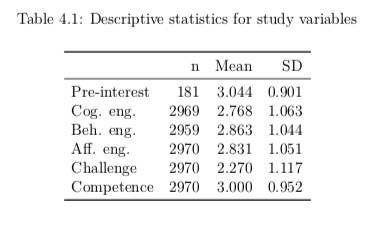 Table 4.1: Descriptive statistics for study variables
n Mean SD
Pre-interest 181 3.044 0.901
Cog. eng. 2969 2.768 1.063
Beh. eng. 2959 2.863 1.044
Aff. eng. 2970 2.831 1.051
Challenge 2970 2.270 1.117
Competence 2970 3.000 0.952